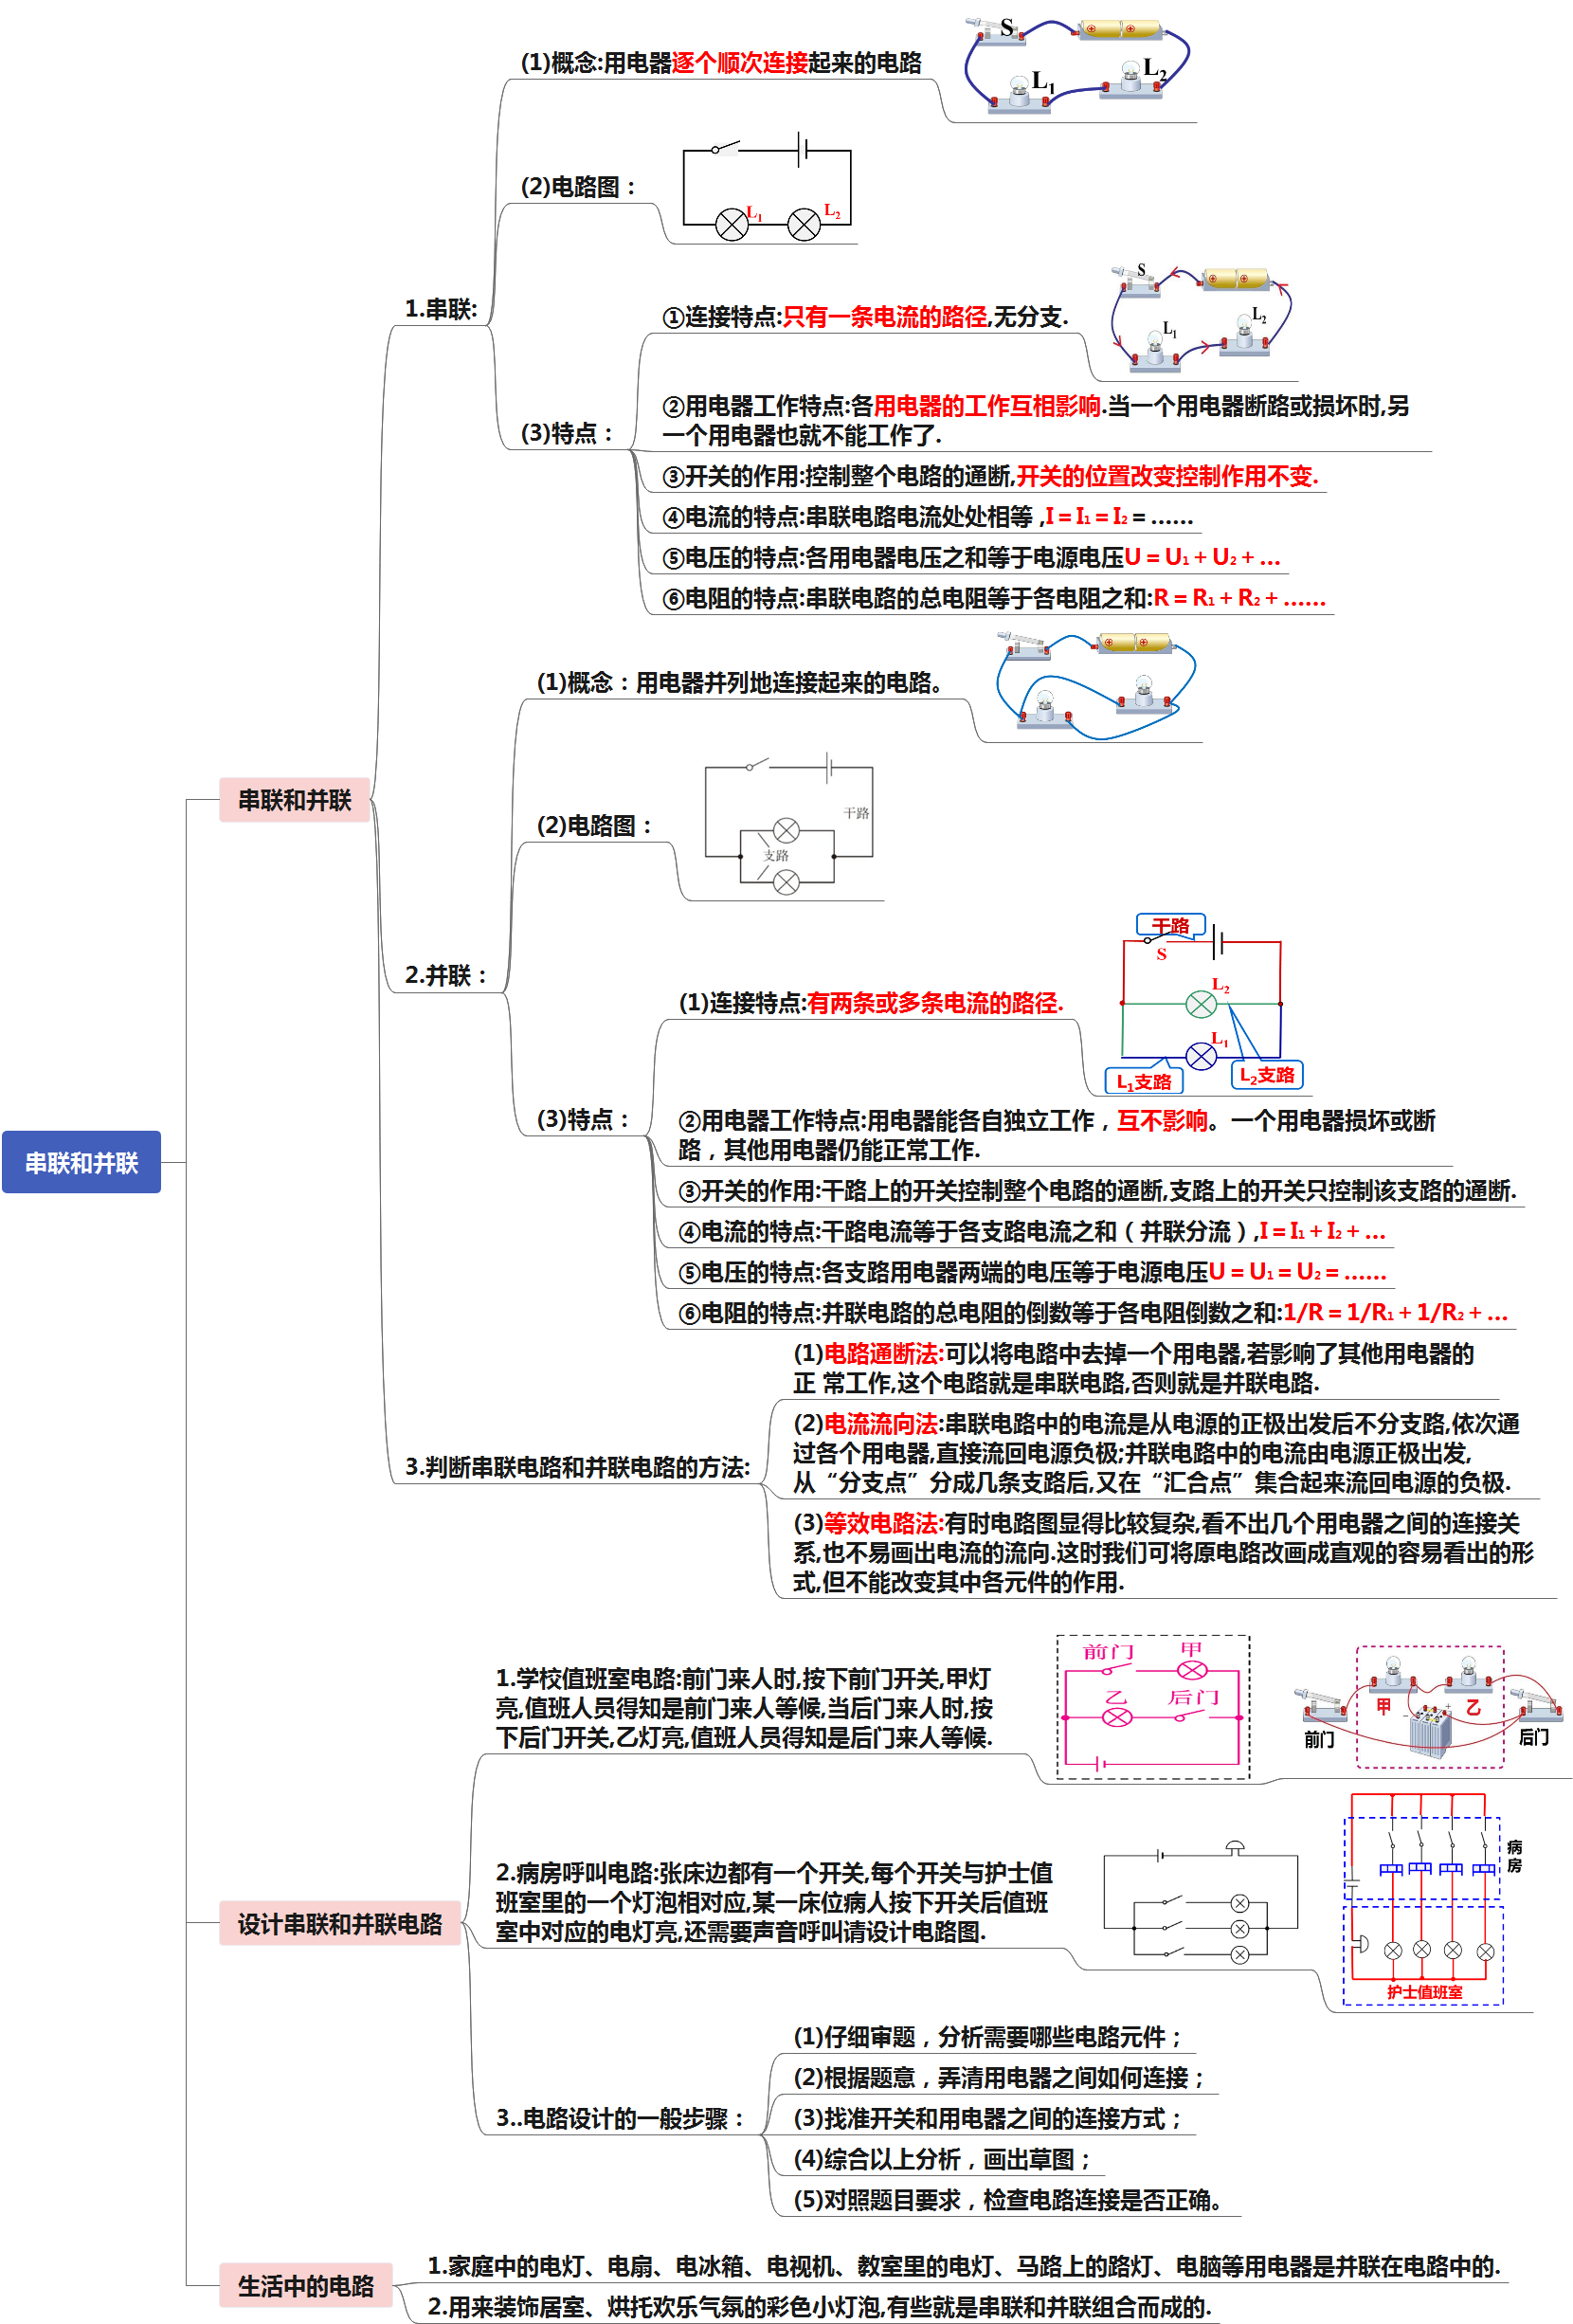 (1)概念:用电器逐个顺次连接起来的电路
S
L1
L2
(2)电路图：
L1
L2
1.串联:
①连接特点:只有一条电流的路径,无分支.
S
L1
L2
②用电器工作特点:各用电器的工作互相影响.当一个用电器断路或损坏时,另
一个用电器也就不能工作了.
(3)特点：
③开关的作用:控制整个电路的通断,开关的位置改变控制作用不变.
④电流的特点:串联电路电流处处相等 ,I＝I1＝I2＝……
⑤电压的特点:各用电器电压之和等于电源电压U＝U1＋U2＋…
⑥电阻的特点:串联电路的总电阻等于各电阻之和:R＝R1＋R2＋……
(1)概念：用电器并列地连接起来的电路。
串联和并联
(2)电路图：
干路
支路
2.并联：
干路
S
L2
L1
L1支路
L2支路
(1)连接特点:有两条或多条电流的路径.
(3)特点：
②用电器工作特点:用电器能各自独立工作，互不影响。一个用电器损坏或断
路，其他用电器仍能正常工作.
串联和并联
③开关的作用:干路上的开关控制整个电路的通断,支路上的开关只控制该支路的通断.
④电流的特点:干路电流等于各支路电流之和（并联分流）,I＝I1＋I2＋…
⑤电压的特点:各支路用电器两端的电压等于电源电压U＝U1＝U2＝……
⑥电阻的特点:并联电路的总电阻的倒数等于各电阻倒数之和:1/R＝1/R1＋1/R2＋…
(1)电路通断法:可以将电路中去掉一个用电器,若影响了其他用电器的
正 常工作,这个电路就是串联电路,否则就是并联电路.
(2)电流流向法:串联电路中的电流是从电源的正极出发后不分支路,依次通
过各个用电器,直接流回电源负极;并联电路中的电流由电源正极出发,
从“分支点”分成几条支路后,又在“汇合点”集合起来流回电源的负极.
3.判断串联电路和并联电路的方法:
(3)等效电路法:有时电路图显得比较复杂,看不出几个用电器之间的连接关
系,也不易画出电流的流向.这时我们可将原电路改画成直观的容易看出的形
式,但不能改变其中各元件的作用.
1.学校值班室电路:前门来人时,按下前门开关,甲灯
亮,值班人员得知是前门来人等候,当后门来人时,按
下后门开关,乙灯亮,值班人员得知是后门来人等候.
前门
甲
乙
后门
甲
乙
前门
后门
－
+
2.病房呼叫电路:张床边都有一个开关,每个开关与护士值
班室里的一个灯泡相对应,某一床位病人按下开关后值班
室中对应的电灯亮,还需要声音呼叫请设计电路图.
病
房
护士值班室
设计串联和并联电路
(1)仔细审题，分析需要哪些电路元件；
(2)根据题意，弄清用电器之间如何连接；
3..电路设计的一般步骤：
(3)找准开关和用电器之间的连接方式；
(4)综合以上分析，画出草图；
(5)对照题目要求，检查电路连接是否正确。
生活中的电路
1.家庭中的电灯、电扇、电冰箱、电视机、教室里的电灯、马路上的路灯、电脑等用电器是并联在电路中的.
2.用来装饰居室、烘托欢乐气氛的彩色小灯泡,有些就是串联和并联组合而成的.